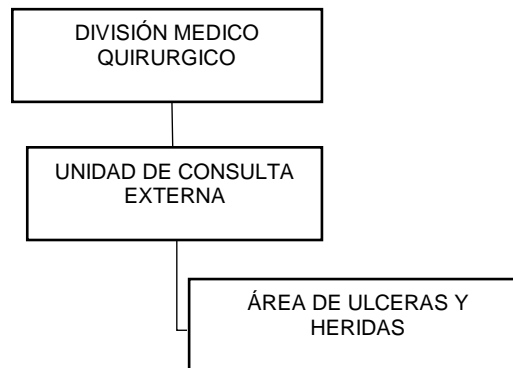 DIVISIÓN MEDICO
QUIRURGICO
UNIDAD DE CONSULTA
EXTERNA
ÁREA DE ULCERAS Y
HERIDAS